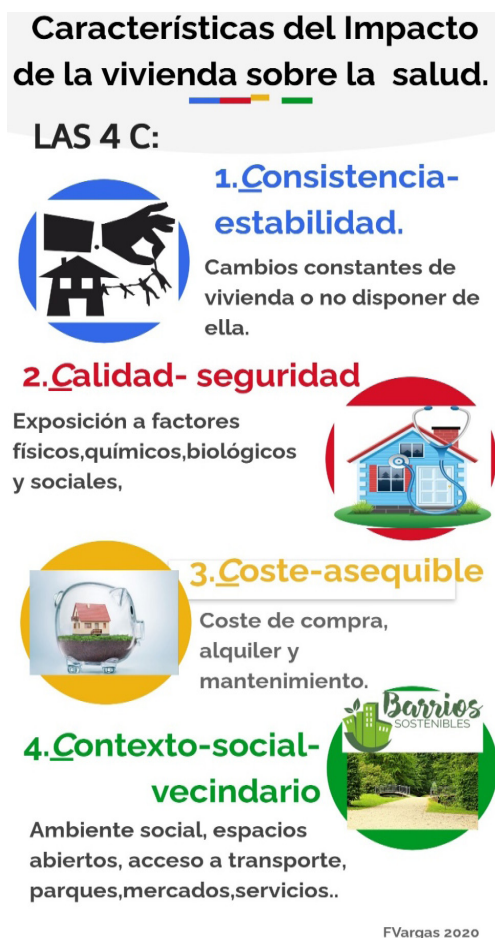 Características del Impacto
de la vivienda sobre la salud.
LAS 4 C:
1.Consistencia-
estabilidad.
Cambios constantes de
vivienda o no disponer de
ella.
2.Calidad- seguridad
Exposición a factores
físicos,químicos,biológicos
y sociales,
3.Coste-asequible
Coste de compra,
alquiler y
mantenimiento.
Barrios
SOSTENIBLES
4.Contexto-social-
vecindario
Ambiente social, espacios
abiertos, acceso a transporte,
parques,mercados,servicios..
FVargas 2020